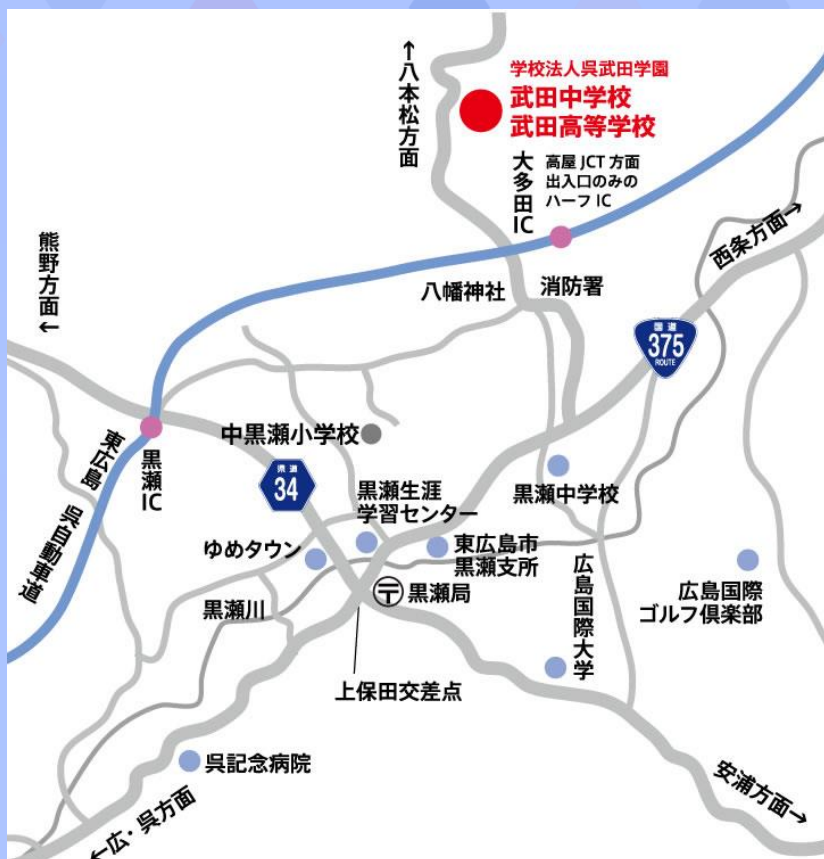 ←八本松方面
学校法人呉武田学園
武田中学校
武田高等学校
大多田IC
高屋JCT方面
出入口のみの
ハーフIC
西条方面→
熊野方面←
八幡神社
消防署
国道
375
ROUTE
中黒瀬小学校
東広島 呉自動車道
黒瀬IC
県道
34
黒瀬生涯
学習センター
黒瀬中学校
ゆめタウン
東広島市
黒瀬支所
黒瀬川
〒黒瀬局
広島国際大学
広島国際
ゴルフ倶楽部
上保田交差点
呉記念病院
←広・呉方面
安浦方面→